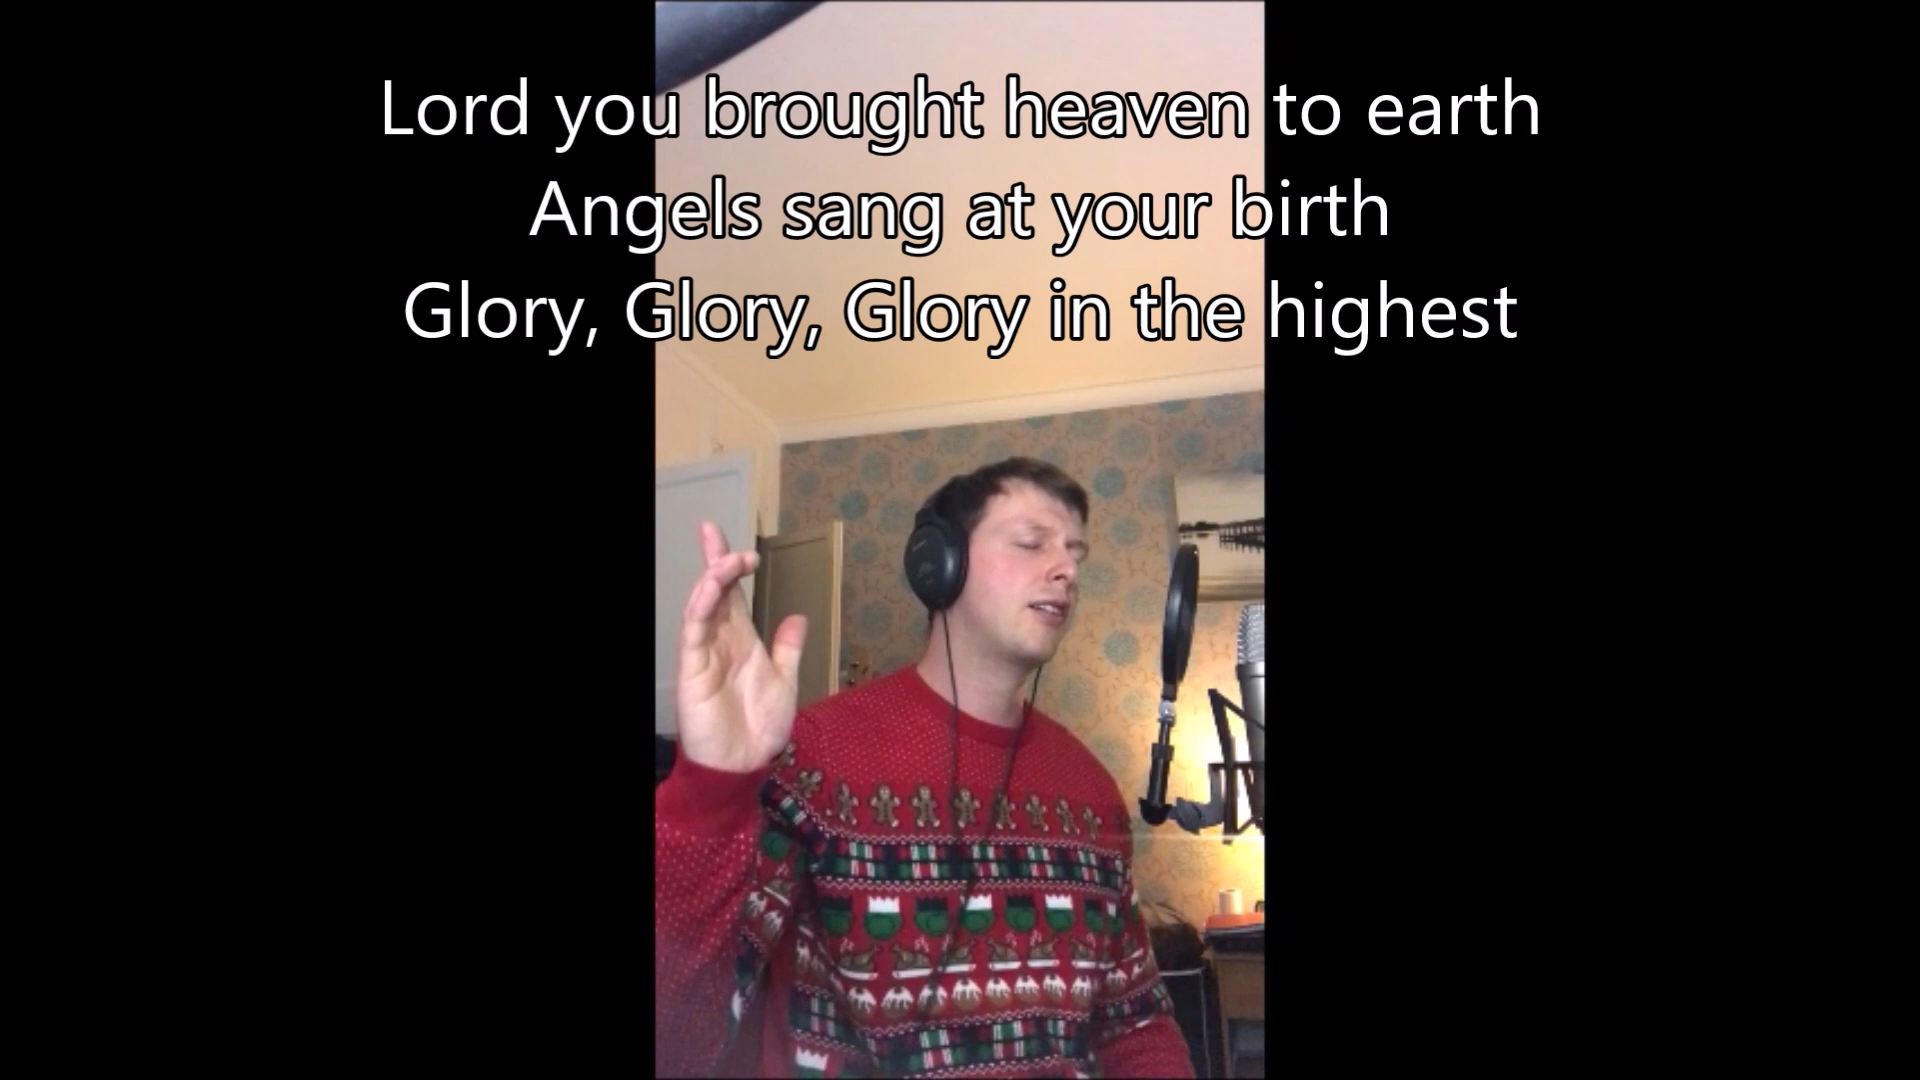 Lord you brought heaven to earth
Angels sang at your birth
Glory, Glory, Glory in the highest